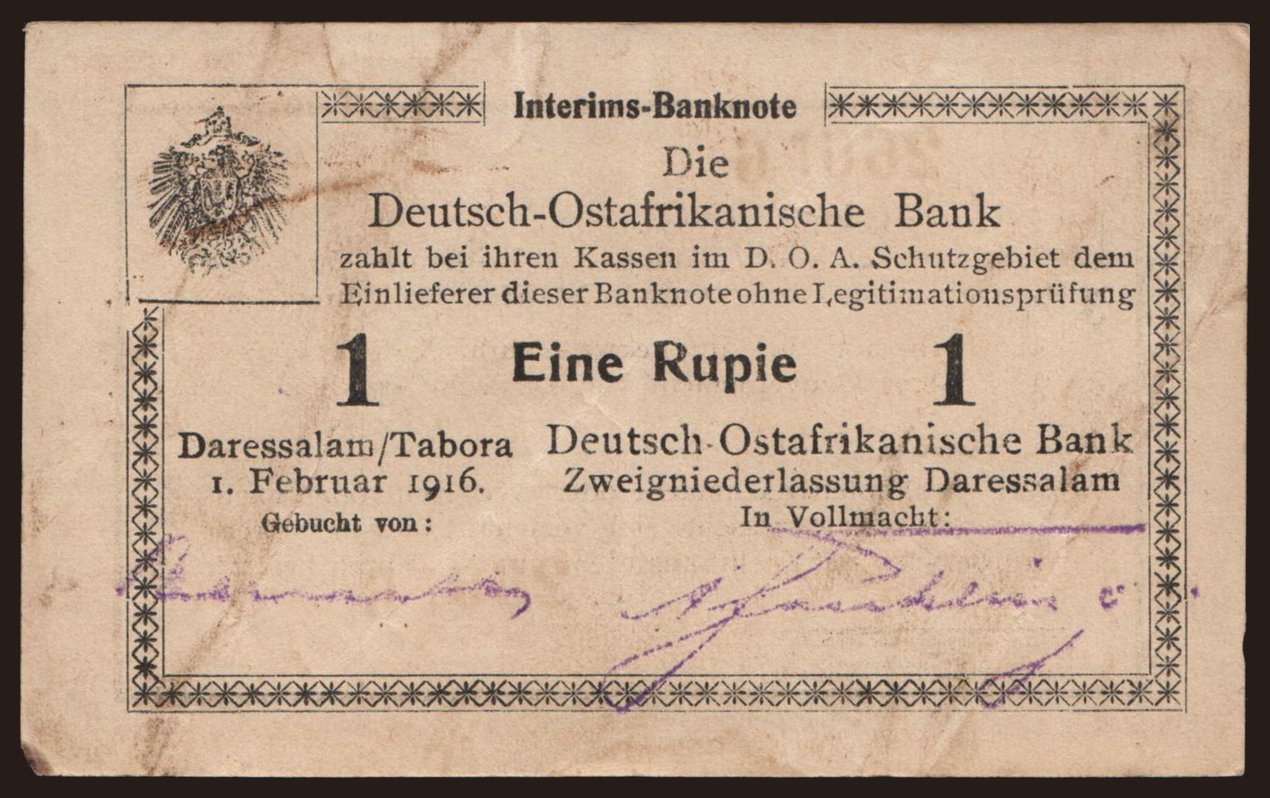 Interims-Banknote
Die
Deutsch-Ostafrikanische Bank
zahlt bei ihren Kassen im D. O. A. Schutzgebiet dem
Einlieferer dieser Banknote ohne Legitimationsprüfung
1 Eine Rupie 1
Daressalam/Tabora
1. Februar 1916.
Gebucht von:
Deutsch-Ostafrikanische Bank
Zweigniederlassung Daressalam
In Vollmacht: